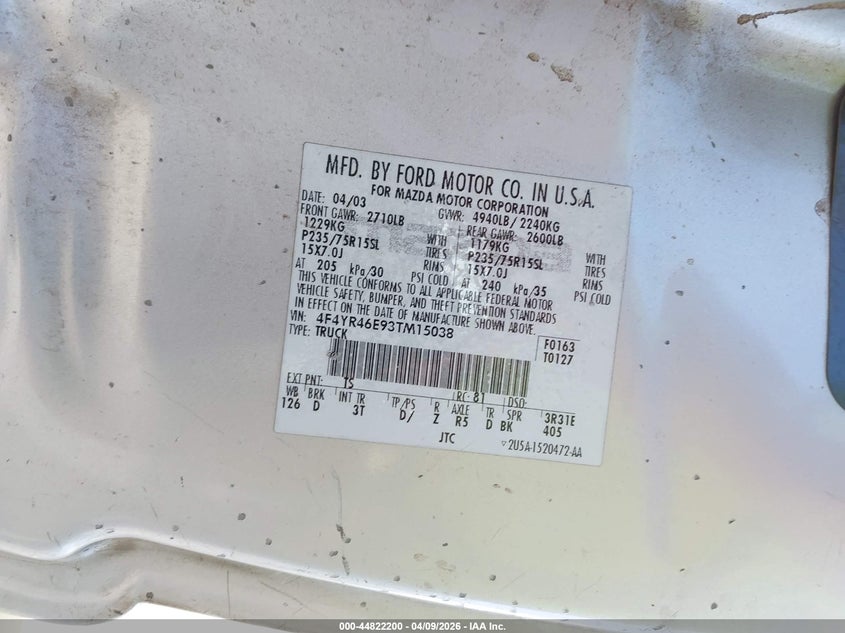 MFD. BY FORD MOTOR CO. IN U.S.A.
FOR MAZDA MOTOR CORPORATION
DATE: 04/03 GVWR: 4940LB/2240KG
FRONT GAWR: 2710LB REAR GAWR: 2600LB
1229KG WITH 1179KG WITH
P235/75R15SL TIRES P235/75R15SL TIRES
15X7.0J RIMS 15X7.0J RIMS
AT 205 kPa/30 PSI COLD AT 240 kPa/35 PSI COLD
THIS VEHICLE CONFORMS TO ALL APPLICABLE FEDERAL MOTOR
VEHICLE SAFETY, BUMPER, AND THEFT PREVENTION STANDARDS
IN EFFECT ON THE DATE OF MANUFACTURE SHOWN ABOVE.
VIN: 4F4YR46E93TM15038 F0163
TYPE: TRUCK T0127
EXT PNT: TS RC: 81 DSO:
WB BRK INT TR TP/PS R AXLE TR SPR 3R31E
126 D 3T D/ Z R5 D BK 405
JTC 2U5A-1520472-AA
000-44822200 - 04/09/2026 - IAA Inc.